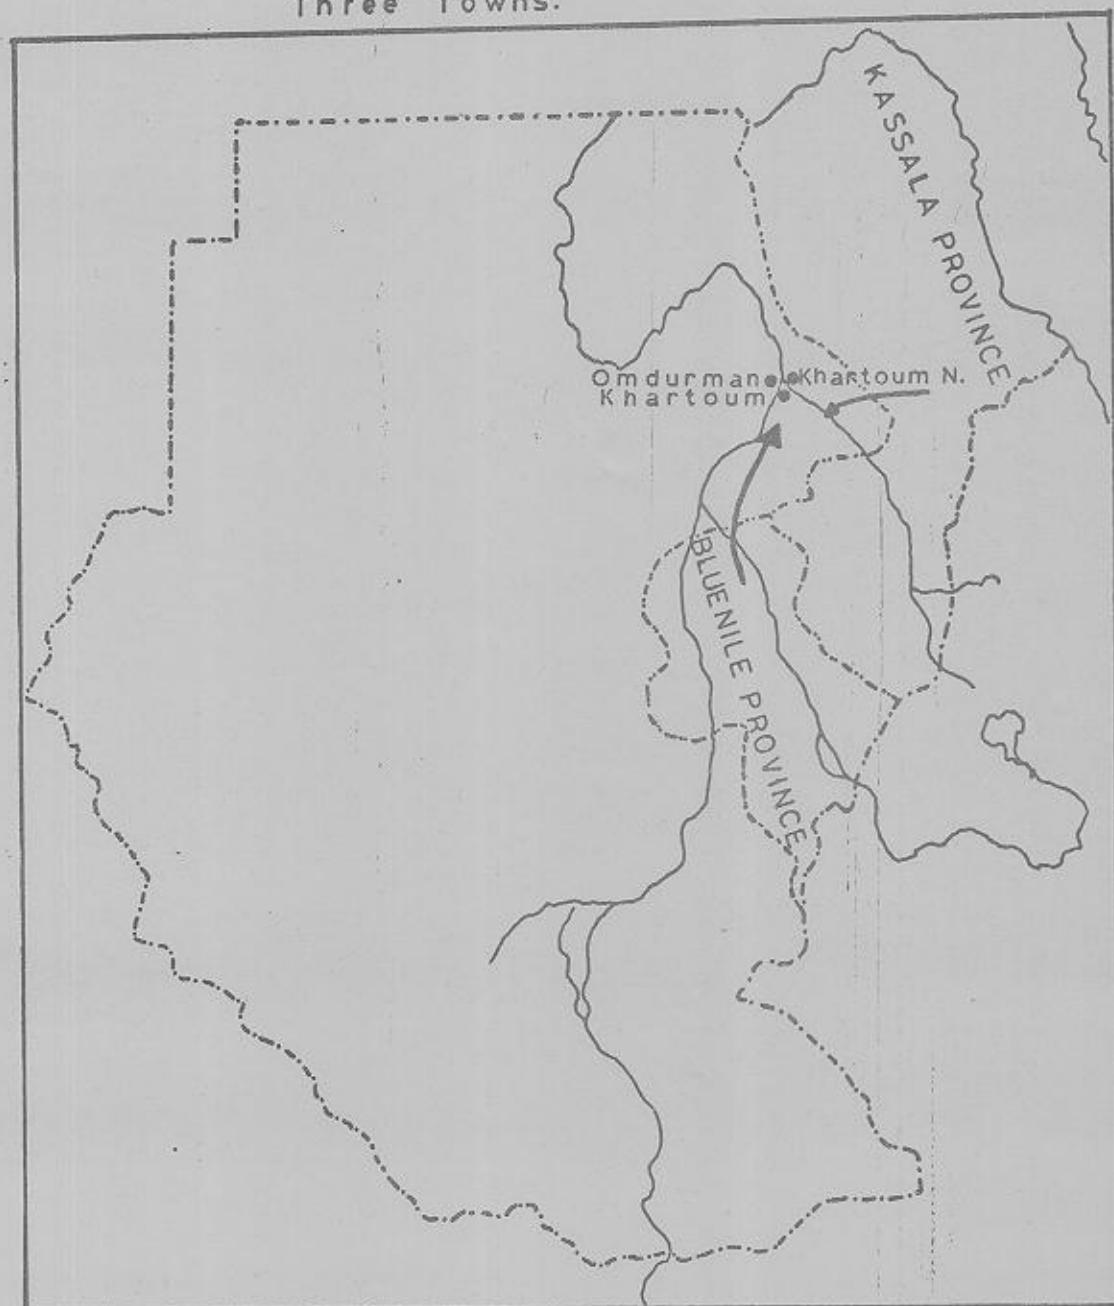 Three Towns.
KASSALA PROVINCE
Omdurman Khartoum N.
Khartoum
BLUENILE PROVINCE